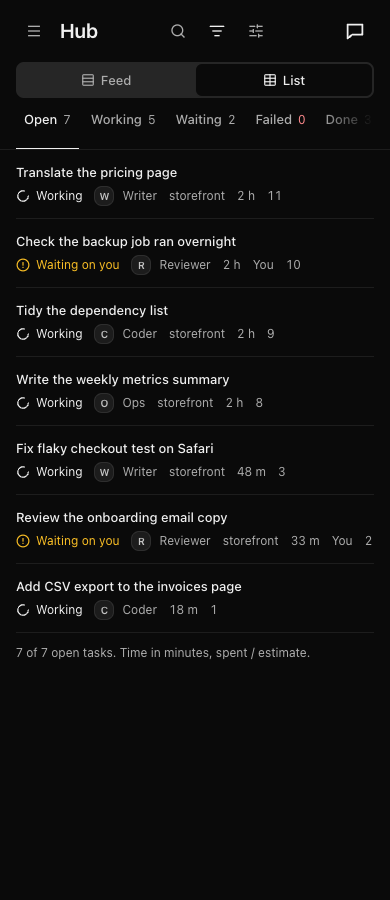 Hub
Feed List
Open 7 Working 5 Waiting 2 Failed 0 Done 3
Translate the pricing page
Working W Writer storefront 2 h 11
Check the backup job ran overnight
Waiting on you R Reviewer 2 h You 10
Tidy the dependency list
Working C Coder storefront 2 h 9
Write the weekly metrics summary
Working O Ops storefront 2 h 8
Fix flaky checkout test on Safari
Working W Writer storefront 48 m 3
Review the onboarding email copy
Waiting on you R Reviewer storefront 33 m You 2
Add CSV export to the invoices page
Working C Coder 18 m 1
7 of 7 open tasks. Time in minutes, spent / estimate.